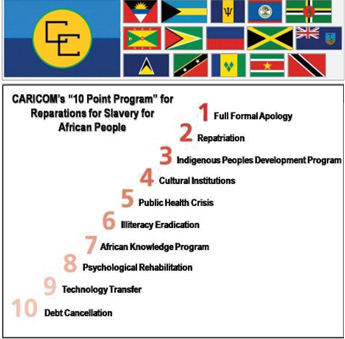 CARICOM's "10 Point Program" for
Reparations for Slavery for
African People
1 Full Formal Apology
2 Repatriation
3 Indigenous Peoples Development Program
4 Cultural Institutions
5 Public Health Crisis
6 Illiteracy Eradication
7 African Knowledge Program
8 Psychological Rehabilitation
9 Technology Transfer
10 Debt Cancellation